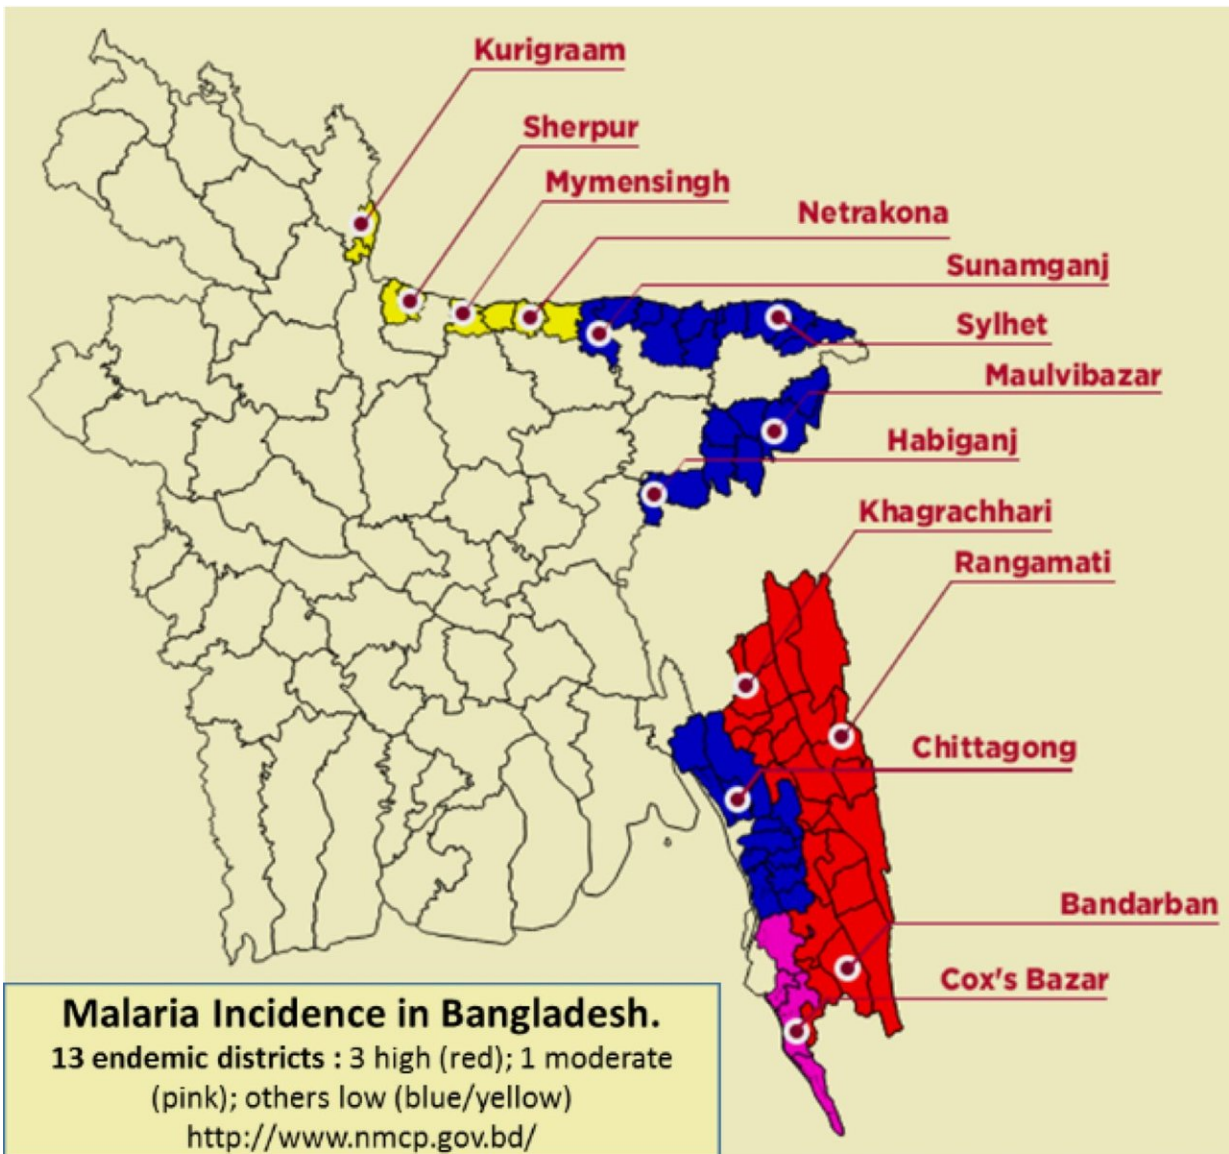 Kurigraam
Sherpur
Mymensingh
Netrakona
Sunamganj
Sylhet
Maulvibazar
Habiganj
Khagrachhari
Rangamati
Chittagong
Bandarban
Cox's Bazar
Malaria Incidence in Bangladesh.
13 endemic districts : 3 high (red); 1 moderate
(pink); others low (blue/yellow)
http://www.nmcp.gov.bd/